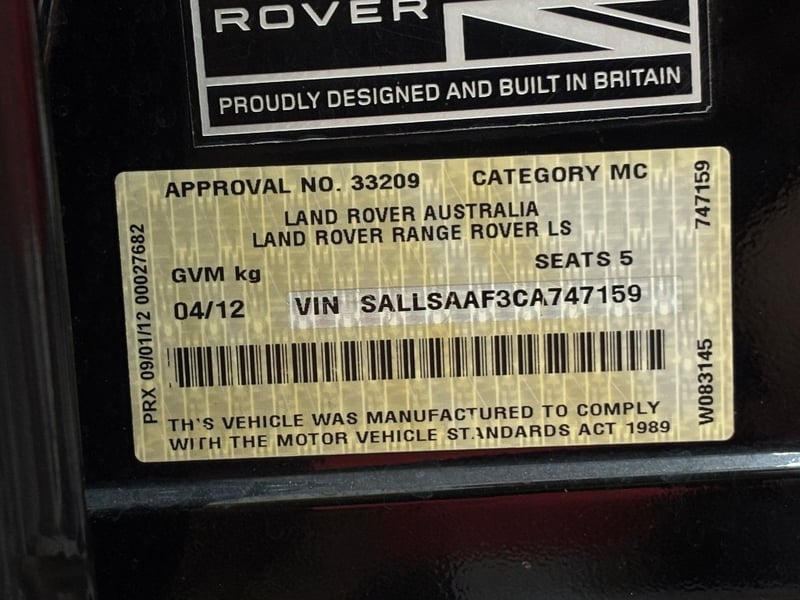 ROVER
PROUDLY DESIGNED AND BUILT IN BRITAIN
APPROVAL NO. 33209 CATEGORY MC
LAND ROVER AUSTRALIA
LAND ROVER RANGE ROVER LS
GVM kg SEATS 5
04/12 VIN SALLSAAF3CA747159
THIS VEHICLE WAS MANUFACTURED TO COMPLY
WITH THE MOTOR VEHICLE STANDARDS ACT 1989
PRX 09/01/12 00027682
747159
W083145